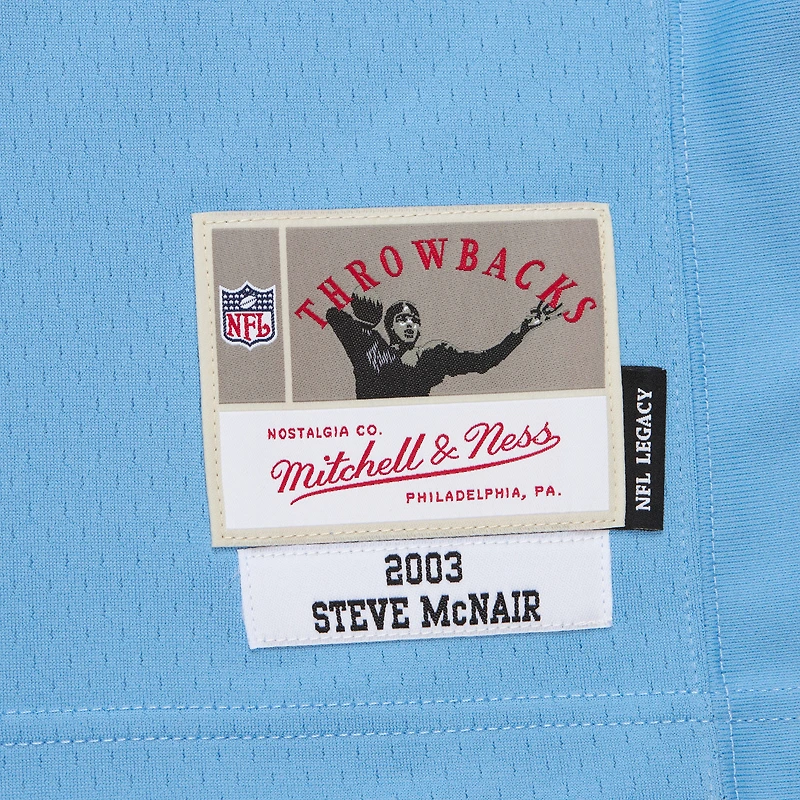 THROWBACKS
NFL
NOSTALGIA CO.
Mitchell & Ness
PHILADELPHIA, PA.
NFL LEGACY
2003
STEVE McNAIR